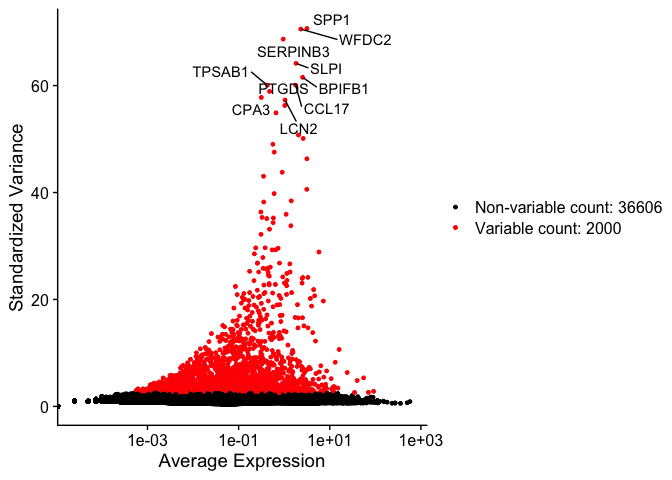 SPP1
WFDC2
SERPINB3
SLPI
TPSAB1
PTGDS
BPIFB1
CPA3
CCL17
LCN2
60
40
20
0
Standardized Variance
1e-03
1e-01
1e+01
1e+03
Average Expression
Non-variable count: 36606
Variable count: 2000